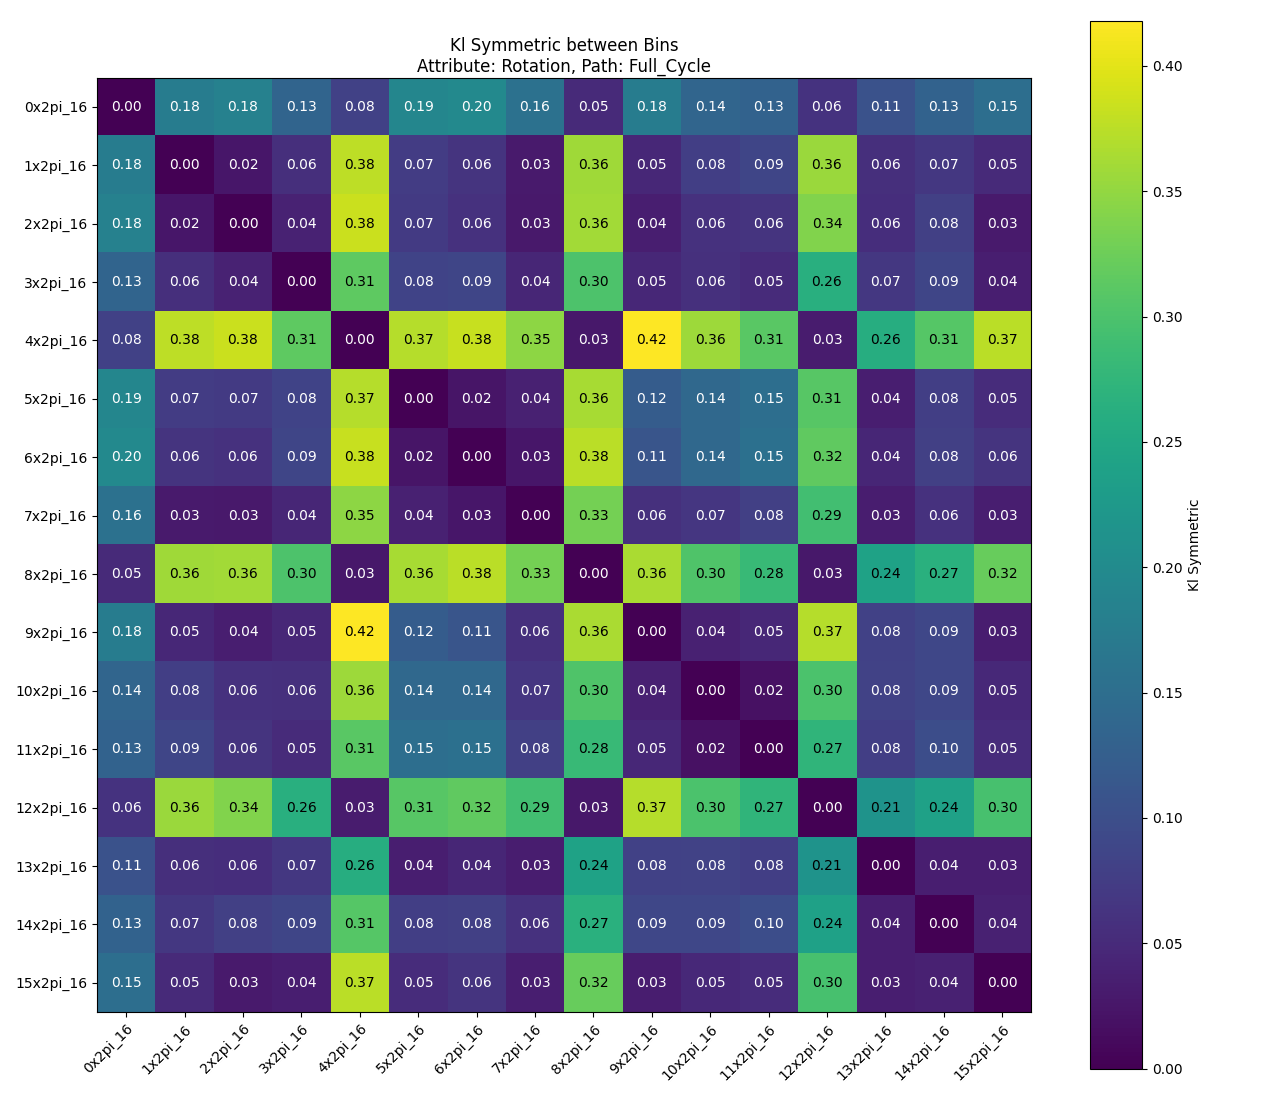 Kl Symmetric between Bins
Attribute: Rotation, Path: Full_Cycle
0x2pi_16 0.00 0.18 0.18 0.13 0.08 0.19 0.20 0.16 0.05 0.18 0.14 0.13 0.06 0.11 0.13 0.15
1x2pi_16 0.18 0.00 0.02 0.06 0.38 0.07 0.06 0.03 0.36 0.05 0.08 0.09 0.36 0.06 0.07 0.05
2x2pi_16 0.18 0.02 0.00 0.04 0.38 0.07 0.06 0.03 0.36 0.04 0.06 0.06 0.34 0.06 0.08 0.03
3x2pi_16 0.13 0.06 0.04 0.00 0.31 0.08 0.09 0.04 0.30 0.05 0.06 0.05 0.26 0.07 0.09 0.04
4x2pi_16 0.08 0.38 0.38 0.31 0.00 0.37 0.38 0.35 0.03 0.42 0.36 0.31 0.03 0.26 0.31 0.37
5x2pi_16 0.19 0.07 0.07 0.08 0.37 0.00 0.02 0.04 0.36 0.12 0.14 0.15 0.31 0.04 0.08 0.05
6x2pi_16 0.20 0.06 0.06 0.09 0.38 0.02 0.00 0.03 0.38 0.11 0.14 0.15 0.32 0.04 0.08 0.06
7x2pi_16 0.16 0.03 0.03 0.04 0.35 0.04 0.03 0.00 0.33 0.06 0.07 0.08 0.29 0.03 0.06 0.03
8x2pi_16 0.05 0.36 0.36 0.30 0.03 0.36 0.38 0.33 0.00 0.36 0.30 0.28 0.03 0.24 0.27 0.32
9x2pi_16 0.18 0.05 0.04 0.05 0.42 0.12 0.11 0.06 0.36 0.00 0.04 0.05 0.37 0.08 0.09 0.03
10x2pi_16 0.14 0.08 0.06 0.06 0.36 0.14 0.14 0.07 0.30 0.04 0.00 0.02 0.30 0.08 0.09 0.05
11x2pi_16 0.13 0.09 0.06 0.05 0.31 0.15 0.15 0.08 0.28 0.05 0.02 0.00 0.27 0.08 0.10 0.05
12x2pi_16 0.06 0.36 0.34 0.26 0.03 0.31 0.32 0.29 0.03 0.37 0.30 0.27 0.00 0.21 0.24 0.30
13x2pi_16 0.11 0.06 0.06 0.07 0.26 0.04 0.04 0.03 0.24 0.08 0.08 0.08 0.21 0.00 0.04 0.03
14x2pi_16 0.13 0.07 0.08 0.09 0.31 0.08 0.08 0.06 0.27 0.09 0.09 0.10 0.24 0.04 0.00 0.04
15x2pi_16 0.15 0.05 0.03 0.04 0.37 0.05 0.06 0.03 0.32 0.03 0.05 0.05 0.30 0.03 0.04 0.00
0x2pi_16 1x2pi_16 2x2pi_16 3x2pi_16 4x2pi_16 5x2pi_16 6x2pi_16 7x2pi_16 8x2pi_16 9x2pi_16 10x2pi_16 11x2pi_16 12x2pi_16 13x2pi_16 14x2pi_16 15x2pi_16
0.40
0.35
0.30
0.25
0.20
0.15
0.10
0.05
0.00
Kl Symmetric